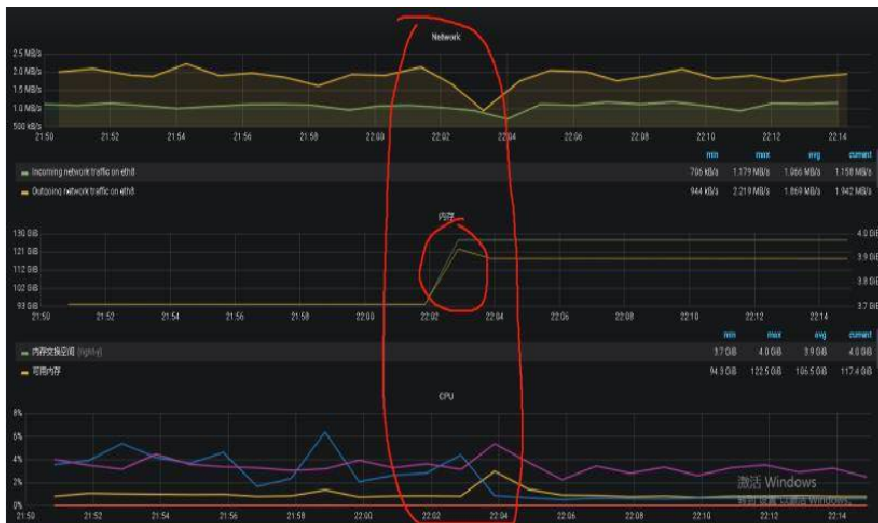 Network
2.5 MB/s
2.0 MB/s
1.5 MB/s
1.0 MB/s
500 kB/s
21:50 21:52 21:54 21:56 21:58 22:00 22:02 22:04 22:06 22:08 22:10 22:12 22:14
min max avg current
Incoming network traffic on eth8 706 kB/s 1.179 MB/s 1.066 MB/s 1.158 MB/s
Outgoing network traffic on eth8 944 kB/s 2.219 MB/s 1.869 MB/s 1.942 MB/s
内存
130 GiB 4.0 GiB
121 GiB 3.9 GiB
112 GiB
102 GiB 3.8 GiB
93 GiB 3.7 GiB
21:50 21:52 21:54 21:56 21:58 22:00 22:02 22:04 22:06 22:08 22:10 22:12 22:14
min max avg current
内存交换空间 (right-y) 3.7 GiB 4.0 GiB 3.9 GiB 4.0 GiB
可用内存 94.3 GiB 122.5 GiB 106.5 GiB 117.4 GiB
CPU
8%
6%
4%
2%
0%
21:50 21:52 21:54 21:56 21:58 22:00 22:02 22:04 22:06 22:08 22:10 22:12 22:14
激活 Windows